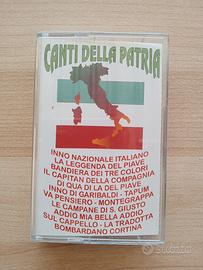 CANTI DELLA PATRIA
INNO NAZIONALE ITALIANO
LA LEGGENDA DEL PIAVE
BANDIERA DEI TRE COLORI
IL CAPITAN DELLA COMPAGNIA
DI QUA DI LA DEL PIAVE
INNO DI GARIBALDI - TAPUM
VA PENSIERO - MONTEGRAPPA
LE CAMPANE DI S. GIUSTO
ADDIO MIA BELLA ADDIO
SUL CAPPELLO - LA TRADOTTA
BOMBARDANO CORTINA
subito